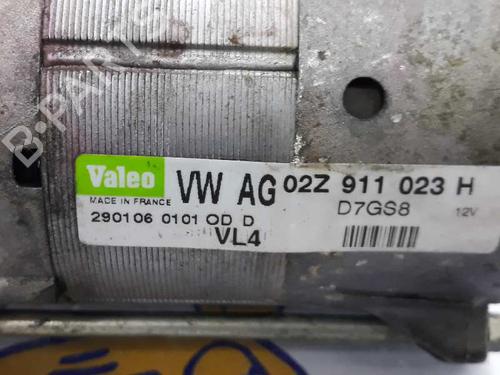 B-PARTS
Valeo
VW AG 02Z 911 023 H
MADE IN FRANCE
D7GS8 12V
290106 0101 OD D
VL4